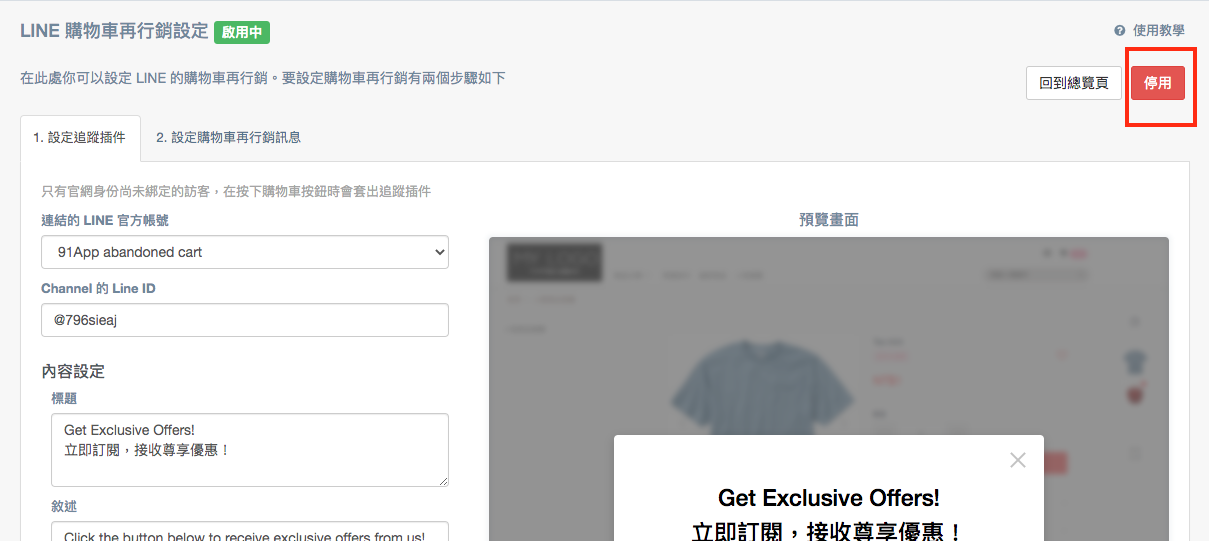 LINE 購物車再行銷設定 啟用中
使用教學
在此處你可以設定 LINE 的購物車再行銷。要設定購物車再行銷有兩個步驟如下
回到總覽頁 停用
1. 設定追蹤插件 2. 設定購物車再行銷訊息
只有官網身份尚未綁定的訪客，在按下購物車按鈕時會套出追蹤插件
連結的 LINE 官方帳號
預覽畫面
91App abandoned cart
Channel 的 Line ID
@796sieaj
內容設定
標題
Get Exclusive Offers!
立即訂閱，接收尊享優惠！
敘述
Click the button below to receive exclusive offers from us!
Get Exclusive Offers!
立即訂閱，接收尊享優惠！